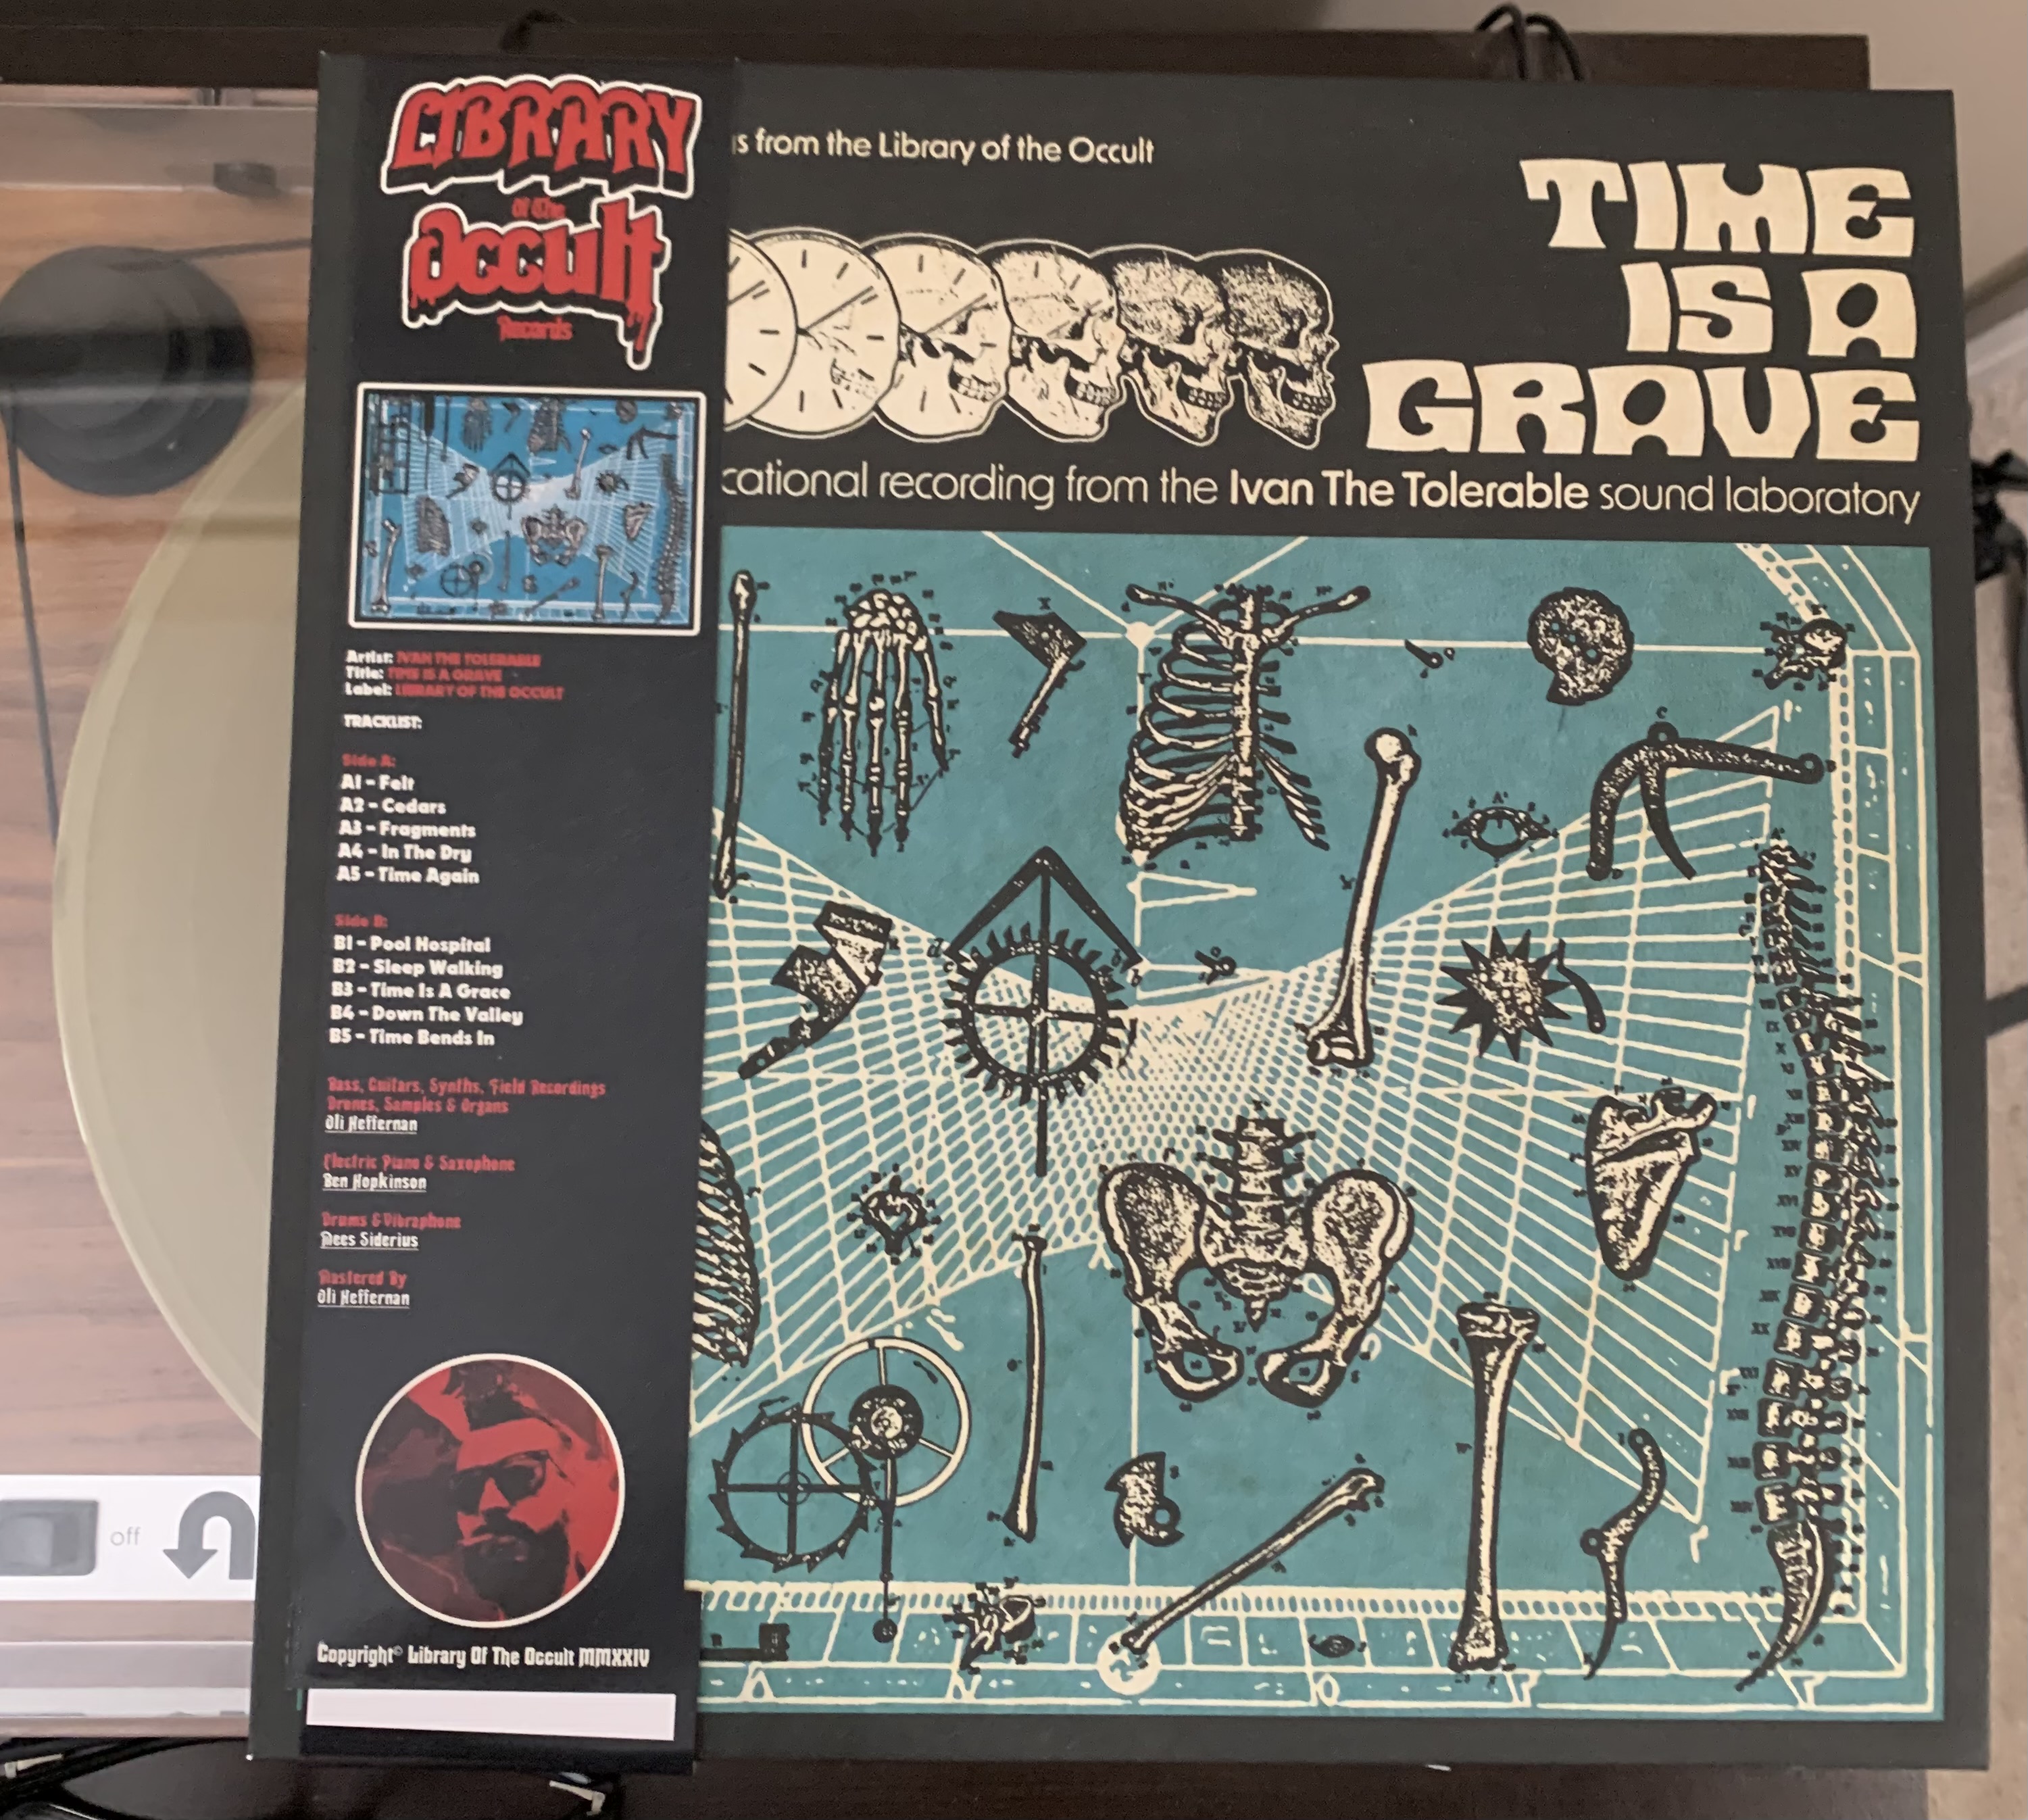 LIBRARY
Of The
Occult
Records
Artist: IVAN THE TOLERABLE
Title: TIME IS A GRAVE
Label: LIBRARY OF THE OCCULT
TRACKLIST:
Side A:
A1 - Felt
A2 - Cedars
A3 - Fragments
A4 - In The Dry
A5 - Time Again
Side B:
B1 - Pool Hospital
B2 - Sleep Walking
B3 - Time Is A Grace
B4 - Down The Valley
B5 - Time Bends In
Bass, Guitars, Synths, Field Recordings
Drones, Samples & Organs
Oli Heffernan
Electric Piano & Saxophone
Ben Hopkinson
Drums & Vibraphone
Mees Siderius
Mastered By
Oli Heffernan
Copyright© Library Of The Occult MMXXIV
s from the Library of the Occult
TIME
IS A
GRAVE
cational recording from the Ivan The Tolerable sound laboratory
off